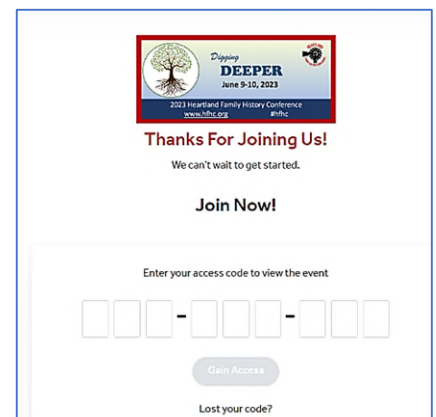 Digging
DEEPER
June 9-10, 2023
2023 Heartland Family History Conference
www.hfhc.org #hfhc
Thanks For Joining Us!
We can't wait to get started.
Join Now!
Enter your access code to view the event
- -
Gain Access
Lost your code?